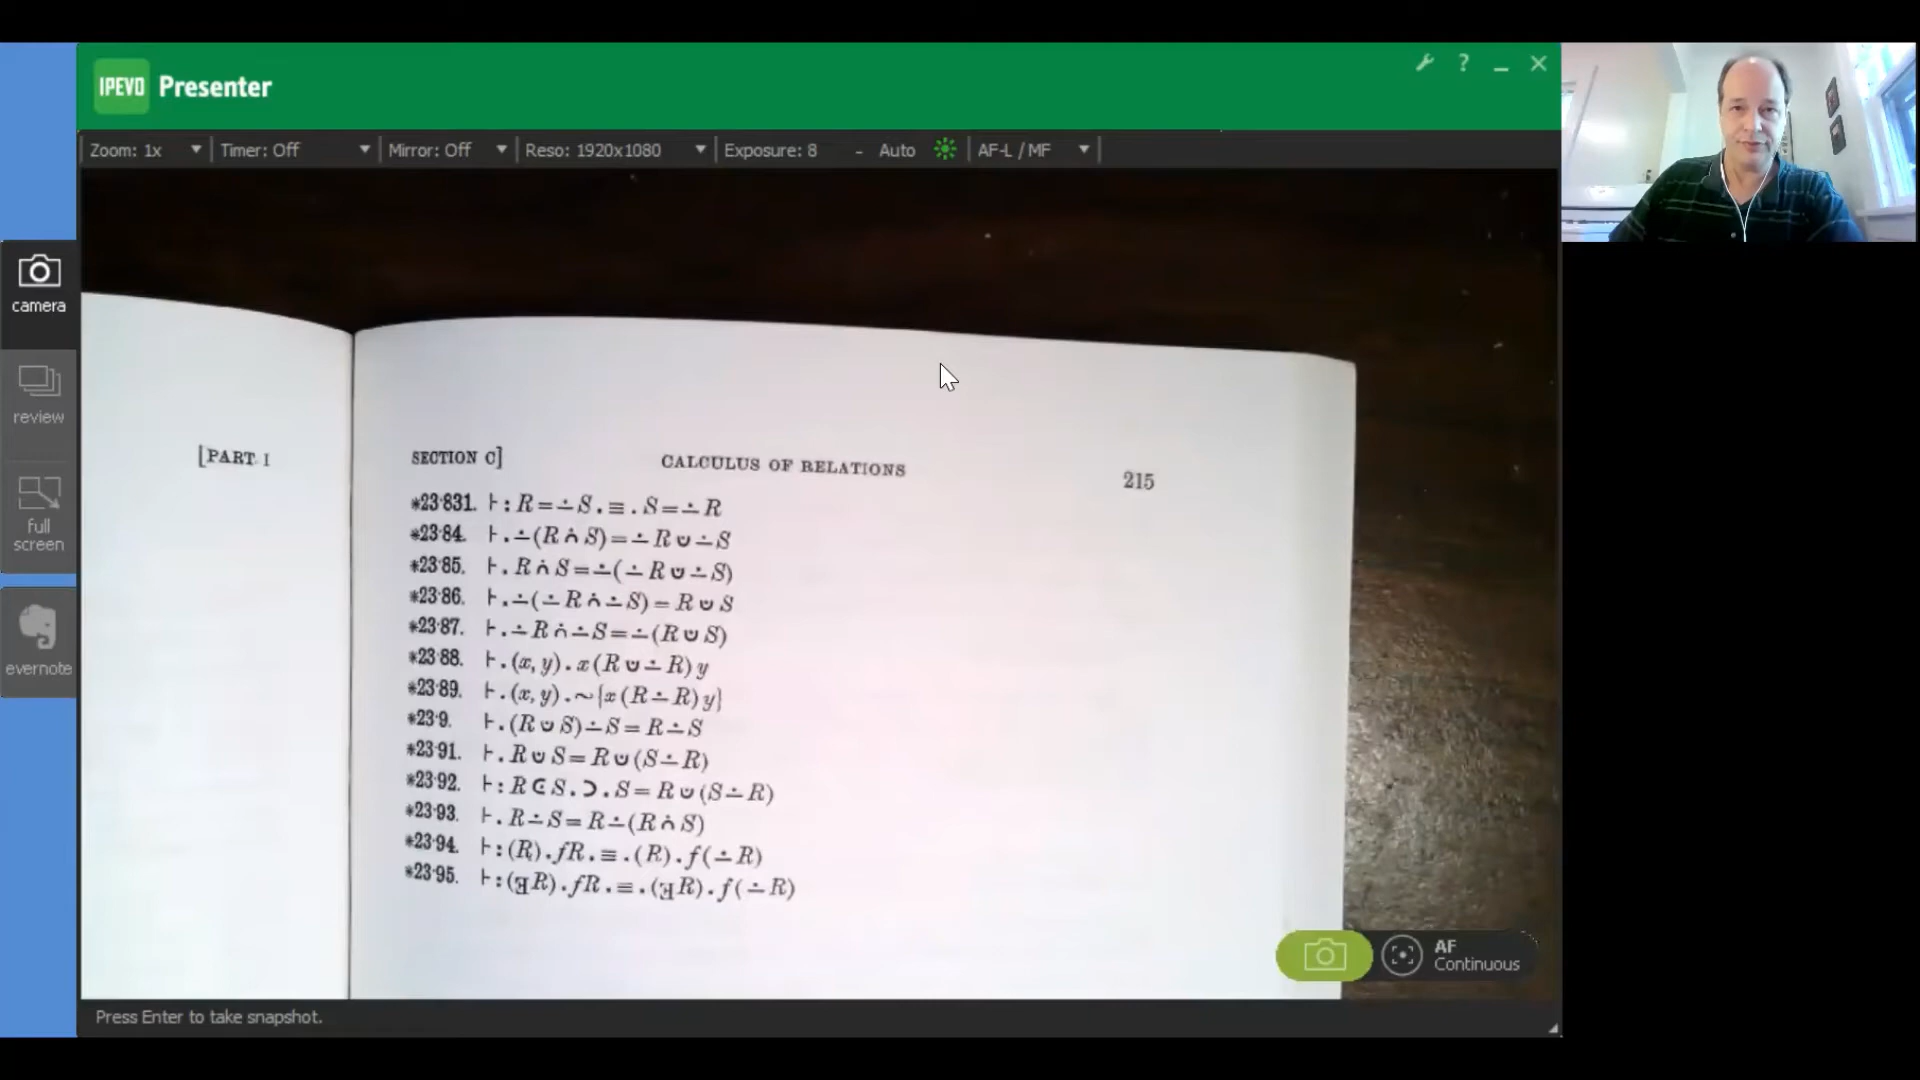 IPEVO Presenter
Zoom: 1x Timer: Off Mirror: Off Reso: 1920x1080 Exposure: 8 - Auto AF-L / MF
camera
review
full
screen
evernote
[PART I
SECTION C] CALCULUS OF RELATIONS 215
*23·831. ⊢ : R = ∸S . ≡ . S = ∸R
*23·84. ⊢ . ∸(R ∩̇ S) = ∸R ⨃ ∸S
*23·85. ⊢ . R ∩̇ S = ∸(∸R ⨃ ∸S)
*23·86. ⊢ . ∸(∸R ∩̇ ∸S) = R ⨃ S
*23·87. ⊢ . ∸R ∩̇ ∸S = ∸(R ⨃ S)
*23·88. ⊢ . (x, y) . x (R ⨃ ∸R) y
*23·89. ⊢ . (x, y) . ~{x (R ∸ R) y}
*23·9. ⊢ . (R ⨃ S) ∸ S = R ∸ S
*23·91. ⊢ . R ⨃ S = R ⨃ (S ∸ R)
*23·92. ⊢ : R ⪽ S . ⊃ . S = R ⨃ (S ∸ R)
*23·93. ⊢ . R ∸ S = R ∸ (R ∩̇ S)
*23·94. ⊢ : (R) . fR . ≡ . (R) . f(∸R)
*23·95. ⊢ : (∃R) . fR . ≡ . (∃R) . f(∸R)
AF
Continuous
Press Enter to take snapshot.